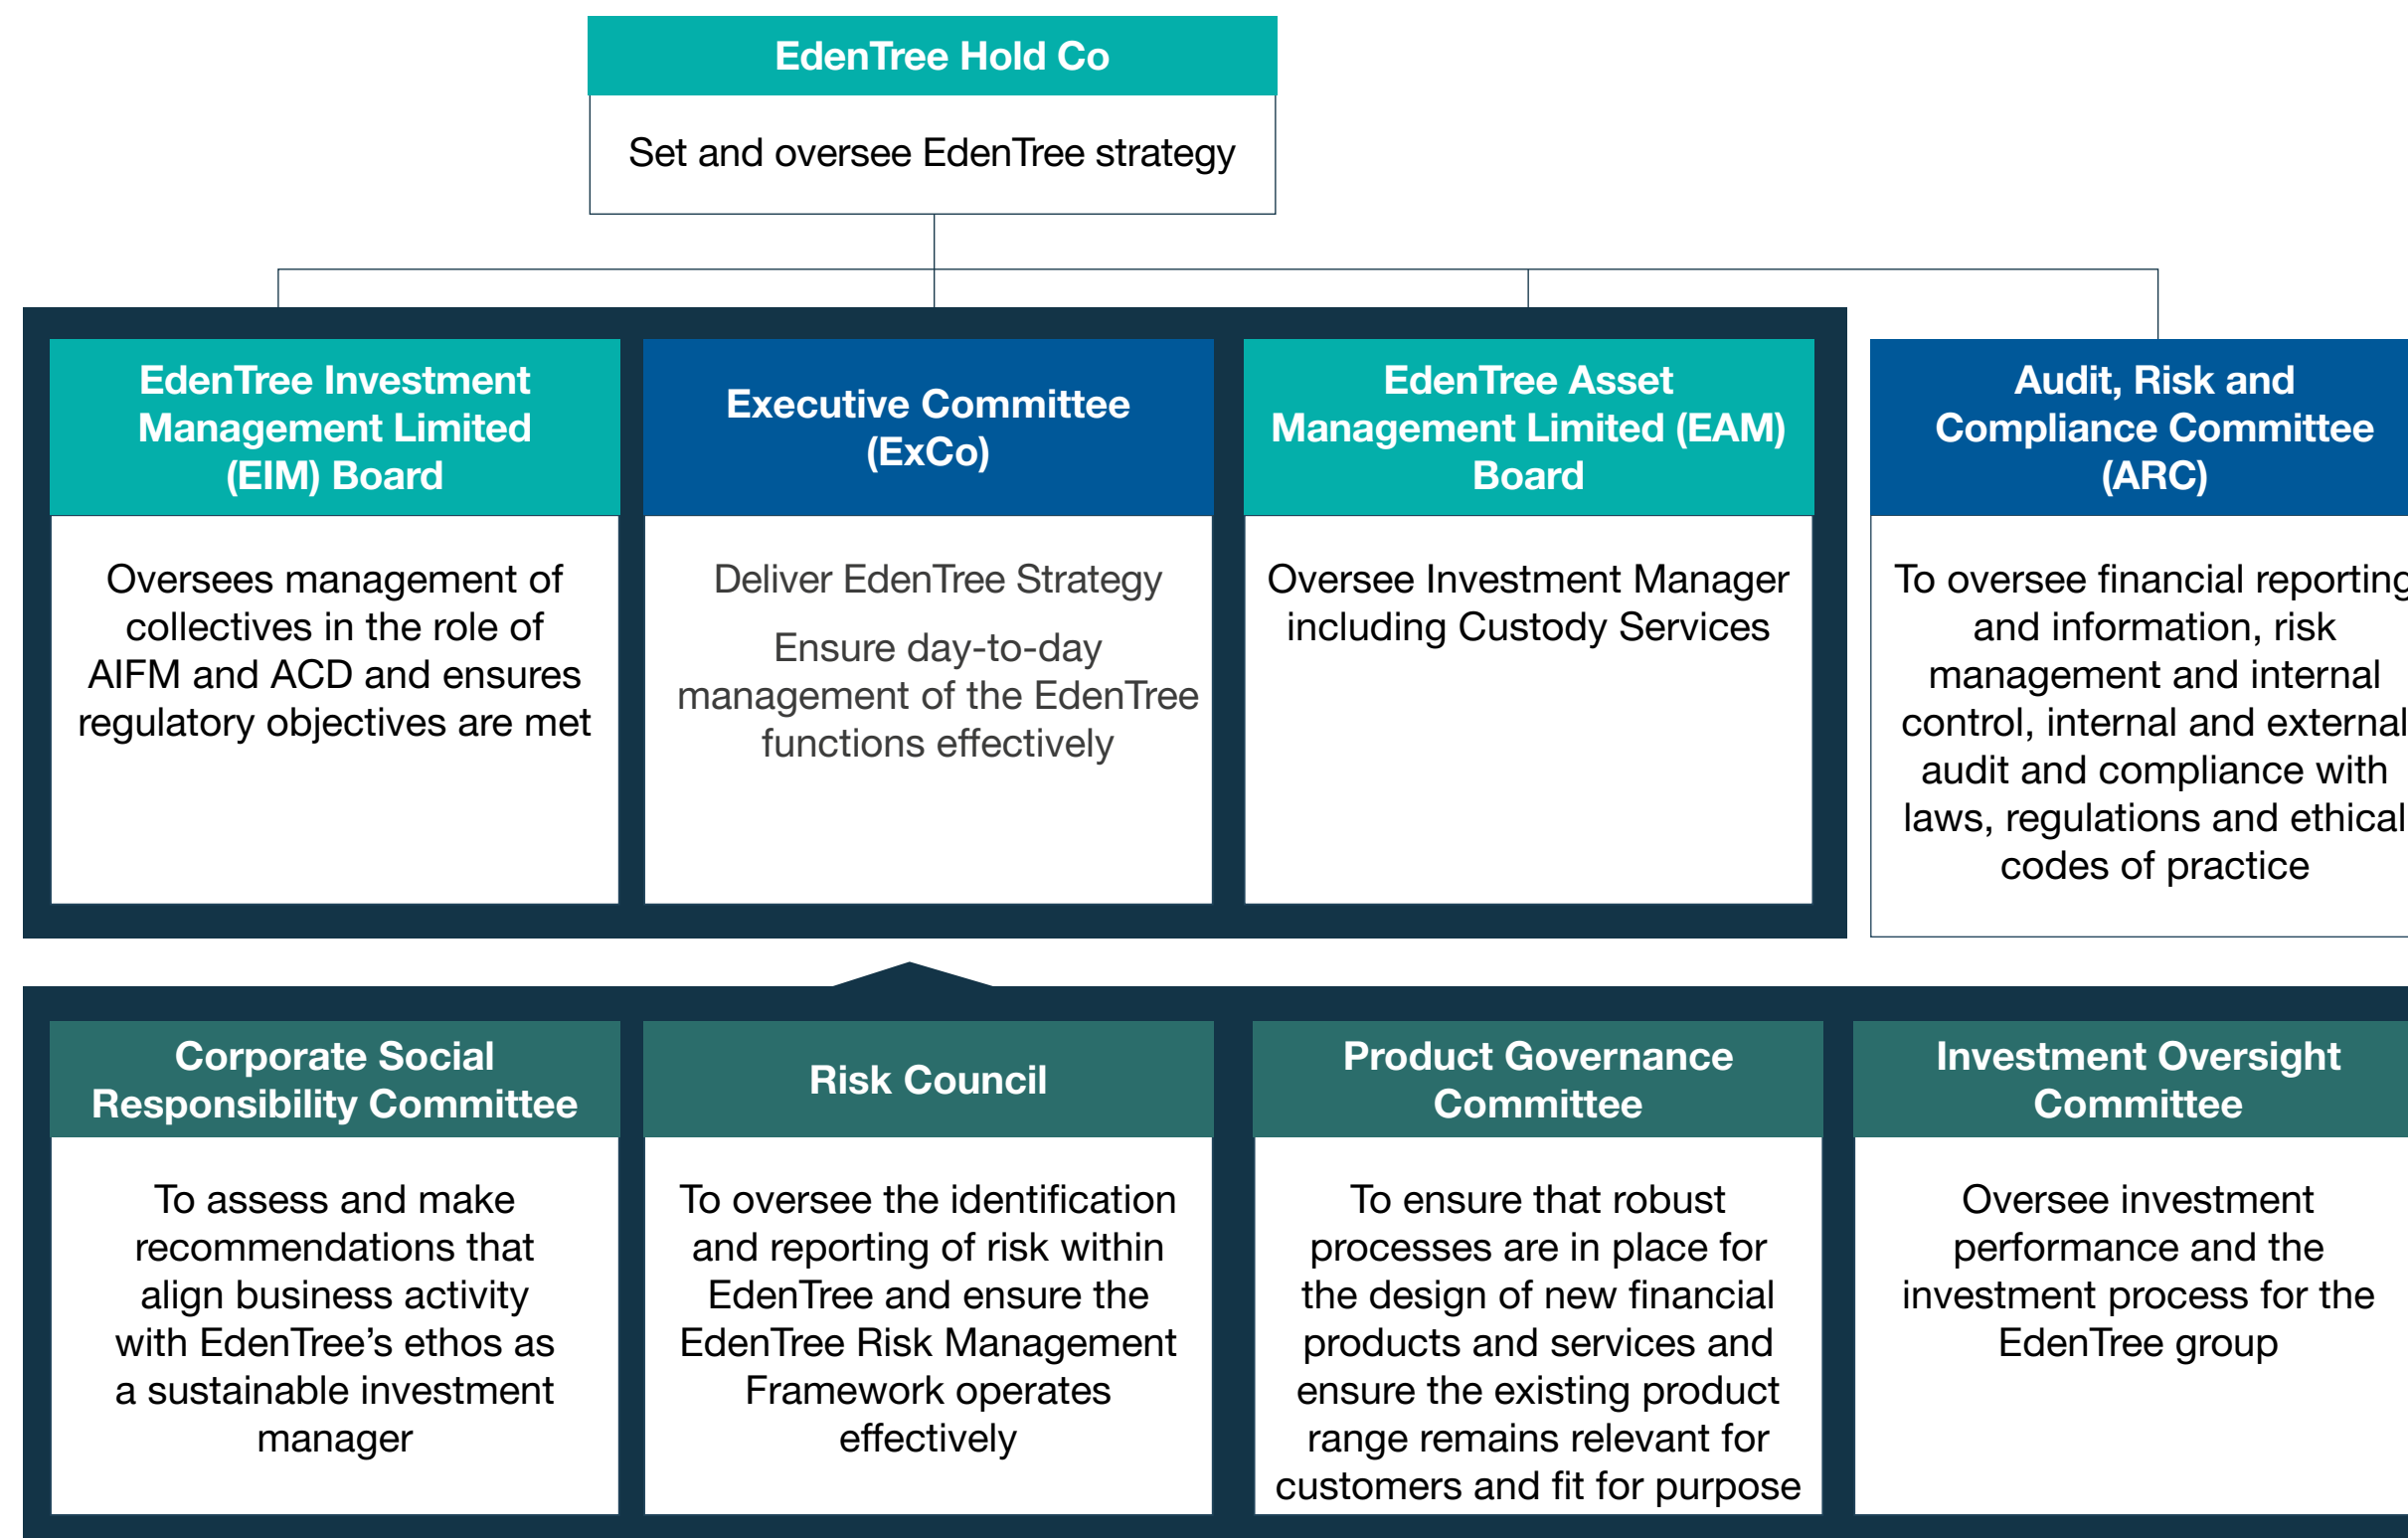 EdenTree Hold Co
Set and oversee EdenTree strategy
EdenTree Investment
Management Limited
(EIM) Board
Oversees management of
collectives in the role of
AIFM and ACD and ensures
regulatory objectives are met
Executive Committee
(ExCo)
Deliver EdenTree Strategy
Ensure day-to-day
management of the EdenTree
functions effectively
EdenTree Asset
Management Limited (EAM)
Board
Oversee Investment Manager
including Custody Services
Audit, Risk and
Compliance Committee
(ARC)
To oversee financial reporting
and information, risk
management and internal
control, internal and external
audit and compliance with
laws, regulations and ethical
codes of practice
Corporate Social
Responsibility Committee
To assess and make
recommendations that
align business activity
with EdenTree’s ethos as
a sustainable investment
manager
Risk Council
To oversee the identification
and reporting of risk within
EdenTree and ensure the
EdenTree Risk Management
Framework operates
effectively
Product Governance
Committee
To ensure that robust
processes are in place for
the design of new financial
products and services and
ensure the existing product
range remains relevant for
customers and fit for purpose
Investment Oversight
Committee
Oversee investment
performance and the
investment process for the
EdenTree group